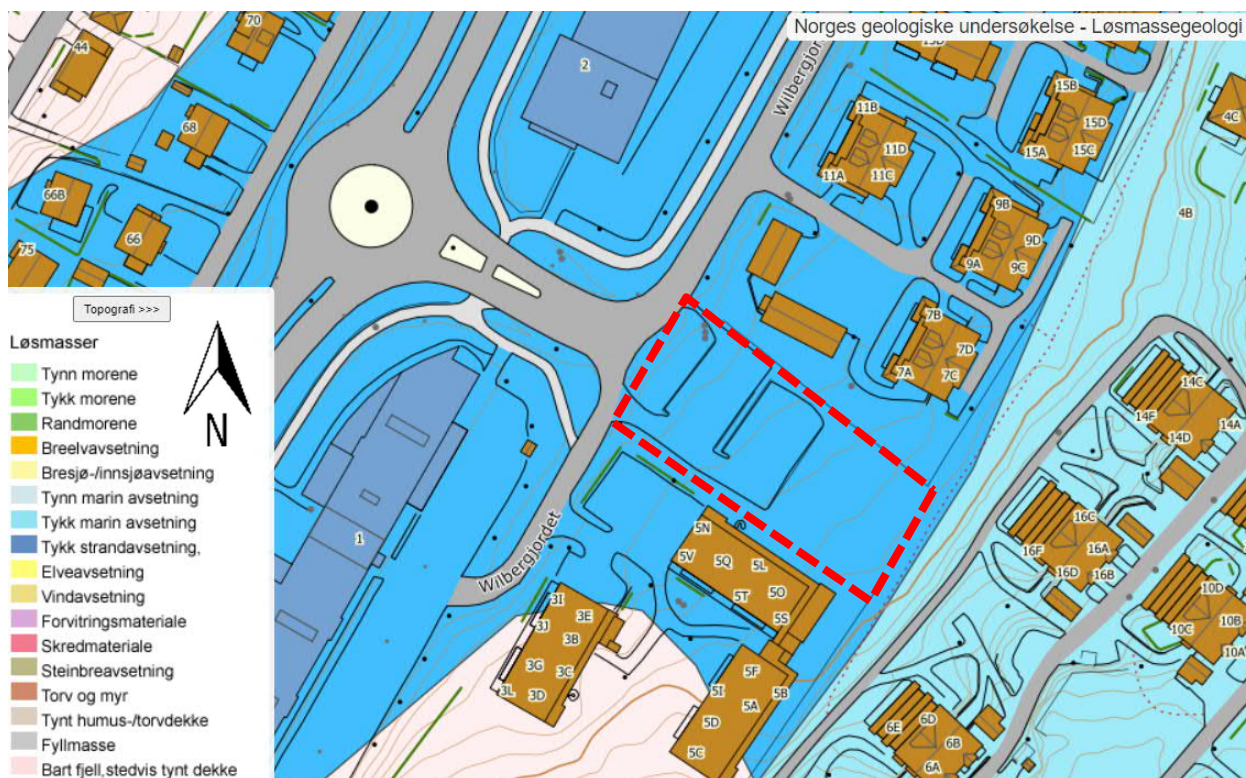 Norges geologiske undersøkelse - Løsmassegeologi
70
44
2
Wilbergjor
15D
15B
11B
15D
68
4C
11D
15A
15C
11A
11C
66B
9B
4B
66
75
9D
9A
9C
Topografi >>>
7B
Løsmasser
7D
Tynn morene
7A
7C
14C
Tykk morene
14F
14A
Randmorene
N
14D
Breelvavsetning
Bresjø-/innsjøavsetning
Tynn marin avsetning
16C
Tykk marin avsetning
5N
Tykk strandavsetning,
1
Wilbergjordet
5V
5Q
5L
16F
16A
Elveavsetning
16D
16B
Vindavsetning
5T
5O
10D
Forvitringsmateriale
3I
3E
5S
10C
10B
Skredmateriale
3J
3B
10A
Steinbreavsetning
3G
3C
5F
Torv og myr
3L
3D
5I
5B
Tynt humus-/torvdekke
5A
6D
5D
6E
6B
Fyllmasse
5C
6A
Bart fjell,stedvis tynt dekke